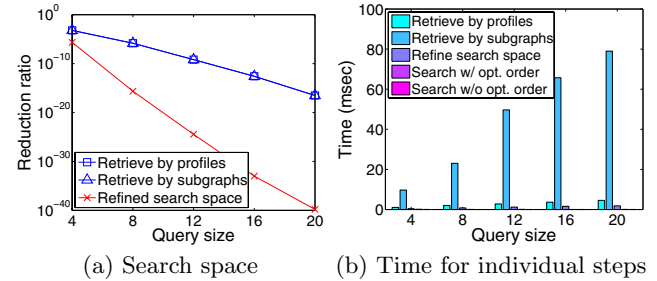 10^0
10^-10
10^-20
10^-30
10^-40
Reduction ratio
Retrieve by profiles
Retrieve by subgraphs
Refined search space
4 8 12 16 20
Query size
(a) Search space
100
80
60
40
20
0
Time (msec)
Retrieve by profiles
Retrieve by subgraphs
Refine search space
Search w/ opt. order
Search w/o opt. order
4 8 12 16 20
Query size
(b) Time for individual steps